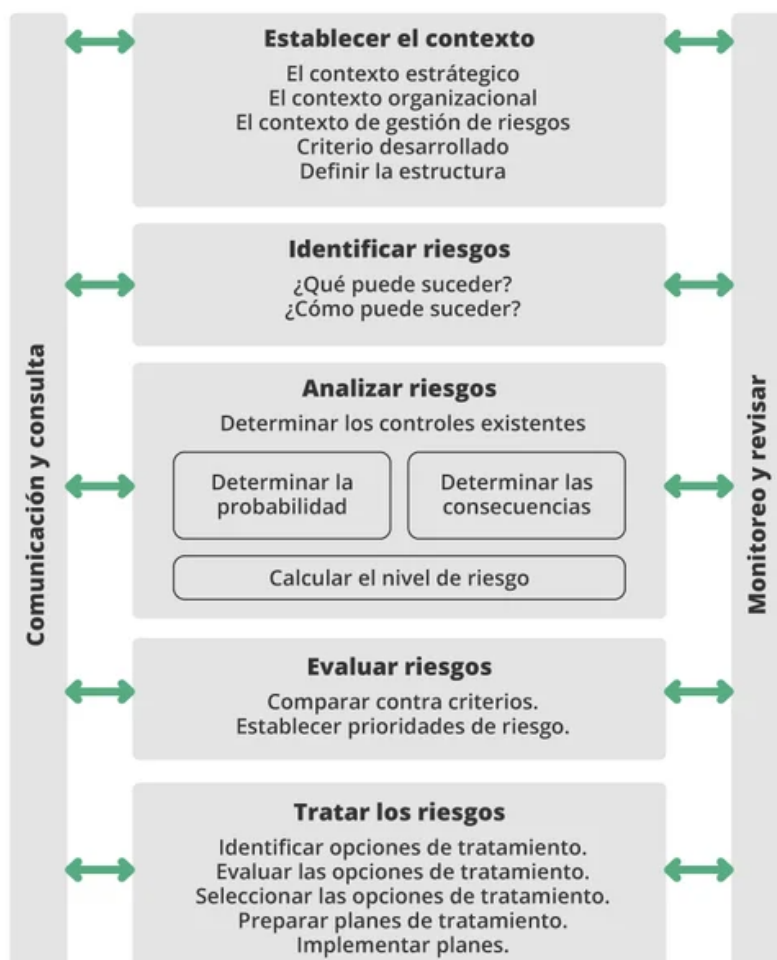 Establecer el contexto
El contexto estrátegico
El contexto organizacional
El contexto de gestión de riesgos
Criterio desarrollado
Definir la estructura
Identificar riesgos
¿Qué puede suceder?
¿Cómo puede suceder?
Analizar riesgos
Determinar los controles existentes
Determinar la
probabilidad
Determinar las
consecuencias
Calcular el nivel de riesgo
Evaluar riesgos
Comparar contra criterios.
Establecer prioridades de riesgo.
Tratar los riesgos
Identificar opciones de tratamiento.
Evaluar las opciones de tratamiento.
Seleccionar las opciones de tratamiento.
Preparar planes de tratamiento.
Implementar planes.
Comunicación y consulta
Monitoreo y revisar